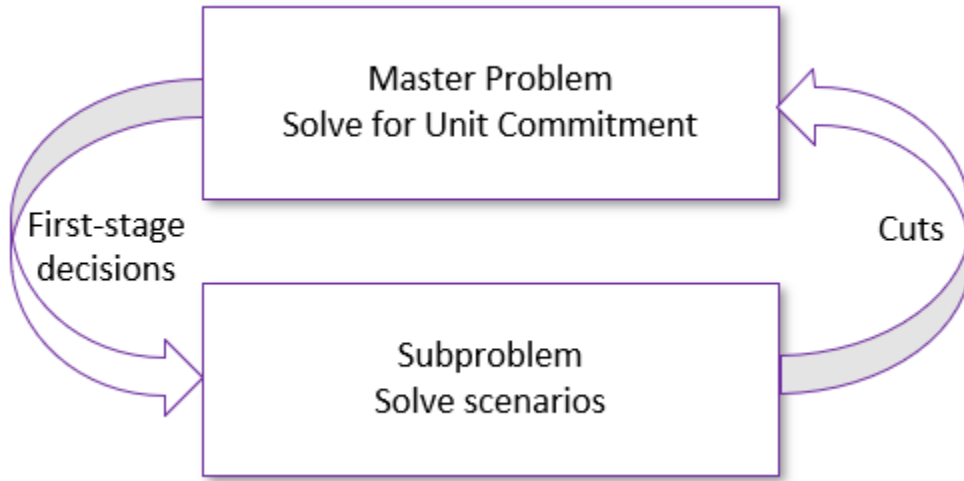 Master Problem
Solve for Unit Commitment
First-stage
decisions
Cuts
Subproblem
Solve scenarios